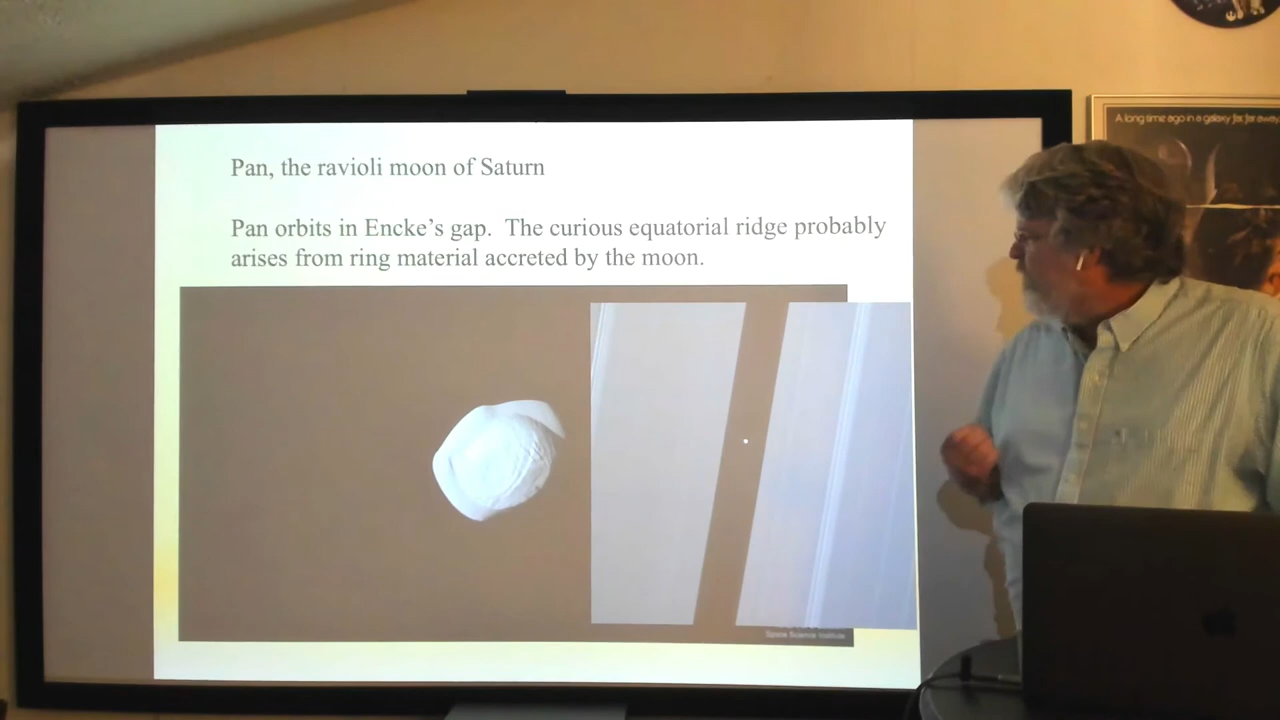 A long time ago in a galaxy far far away
Pan, the ravioli moon of Saturn
Pan orbits in Encke's gap.  The curious equatorial ridge probably
arises from ring material accreted by the moon.
Space Science Institute